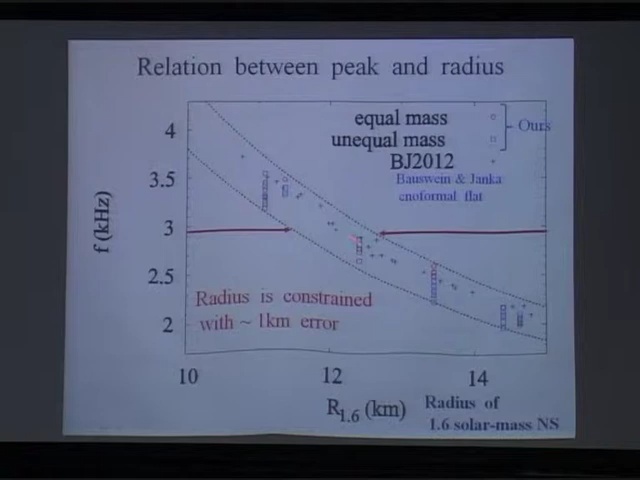 Relation between peak and radius
equal mass
unequal mass
Ours
BJ2012
Bauswein & Janka
cnoformal flat
4
3.5
3
2.5
2
f (kHz)
Radius is constrained
with ~ 1km error
10
12
14
R1.6 (km)
Radius of
1.6 solar-mass NS